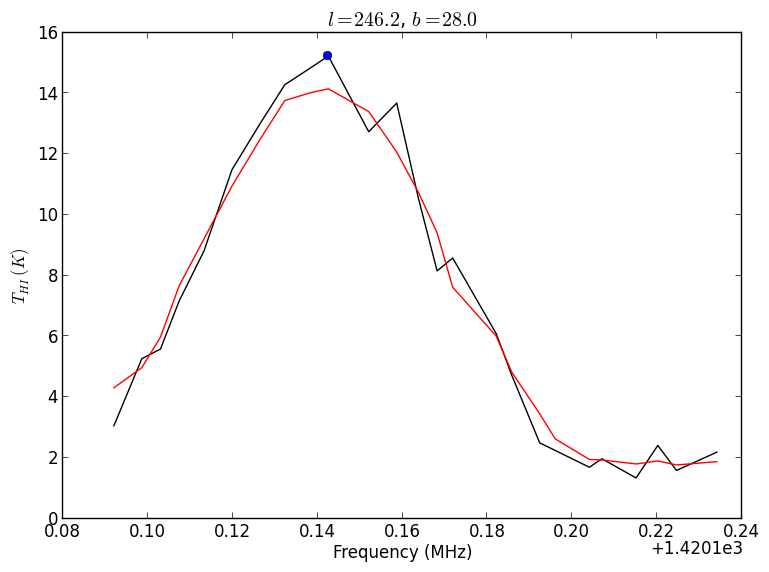 l = 246.2, b = 28.0
16
14
12
10
8
6
4
2
0
T_HI (K)
0.08 0.10 0.12 0.14 0.16 0.18 0.20 0.22 0.24
Frequency (MHz)
+1.4201e3